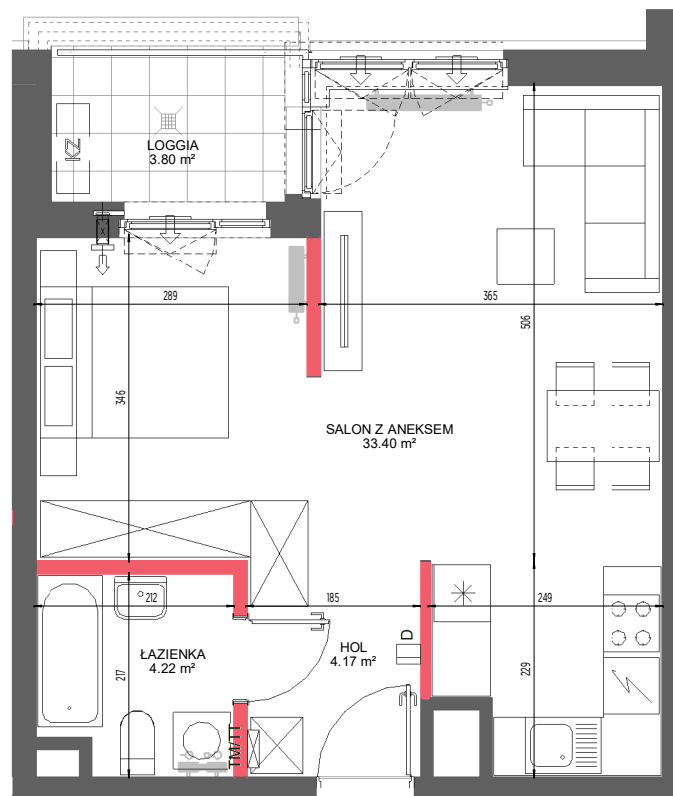 LOGGIA
3.80 m²
KZ
X
289
365
506
346
SALON Z ANEKSEM
33.40 m²
212
185
249
D
HOL
4.17 m²
ŁAZIENKA
4.22 m²
217
229